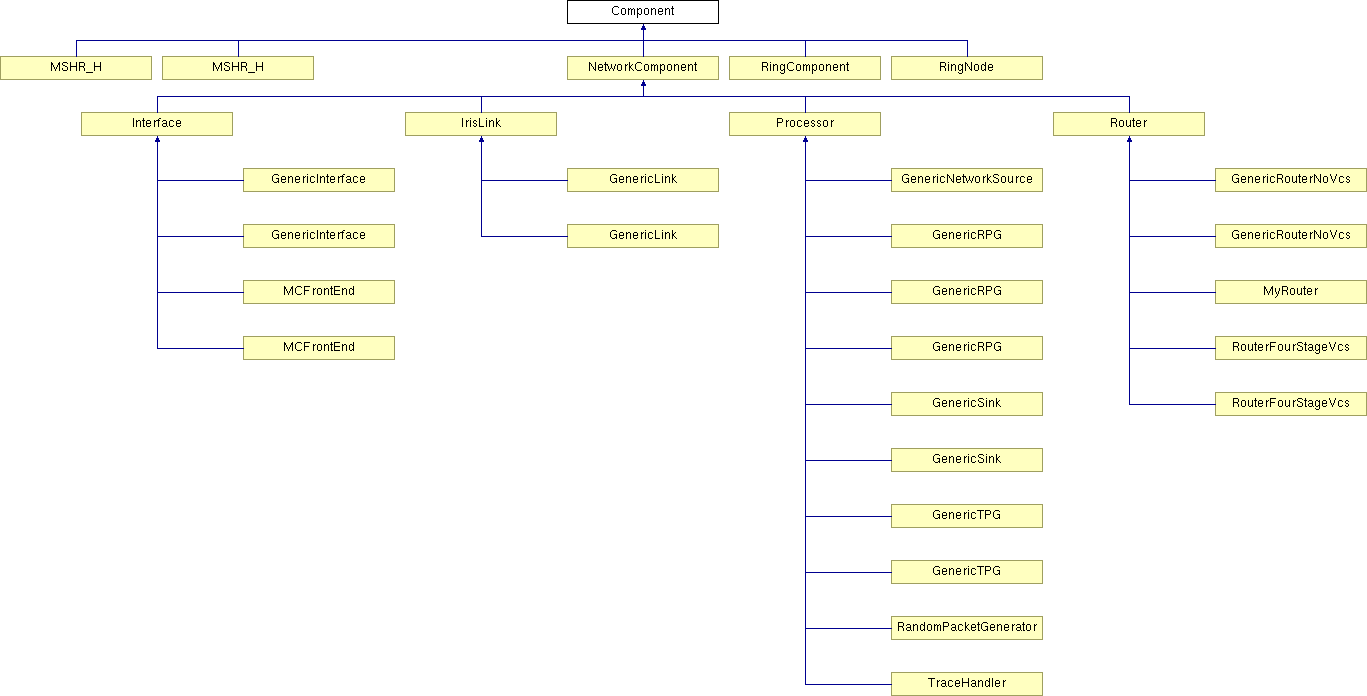 Component
MSHR_H
MSHR_H
NetworkComponent
RingComponent
RingNode
Interface
IrisLink
Processor
Router
GenericInterface
GenericLink
GenericNetworkSource
GenericRouterNoVcs
GenericInterface
GenericLink
GenericRPG
GenericRouterNoVcs
MCFrontEnd
GenericRPG
MyRouter
MCFrontEnd
GenericRPG
RouterFourStageVcs
GenericSink
RouterFourStageVcs
GenericSink
GenericTPG
GenericTPG
RandomPacketGenerator
TraceHandler